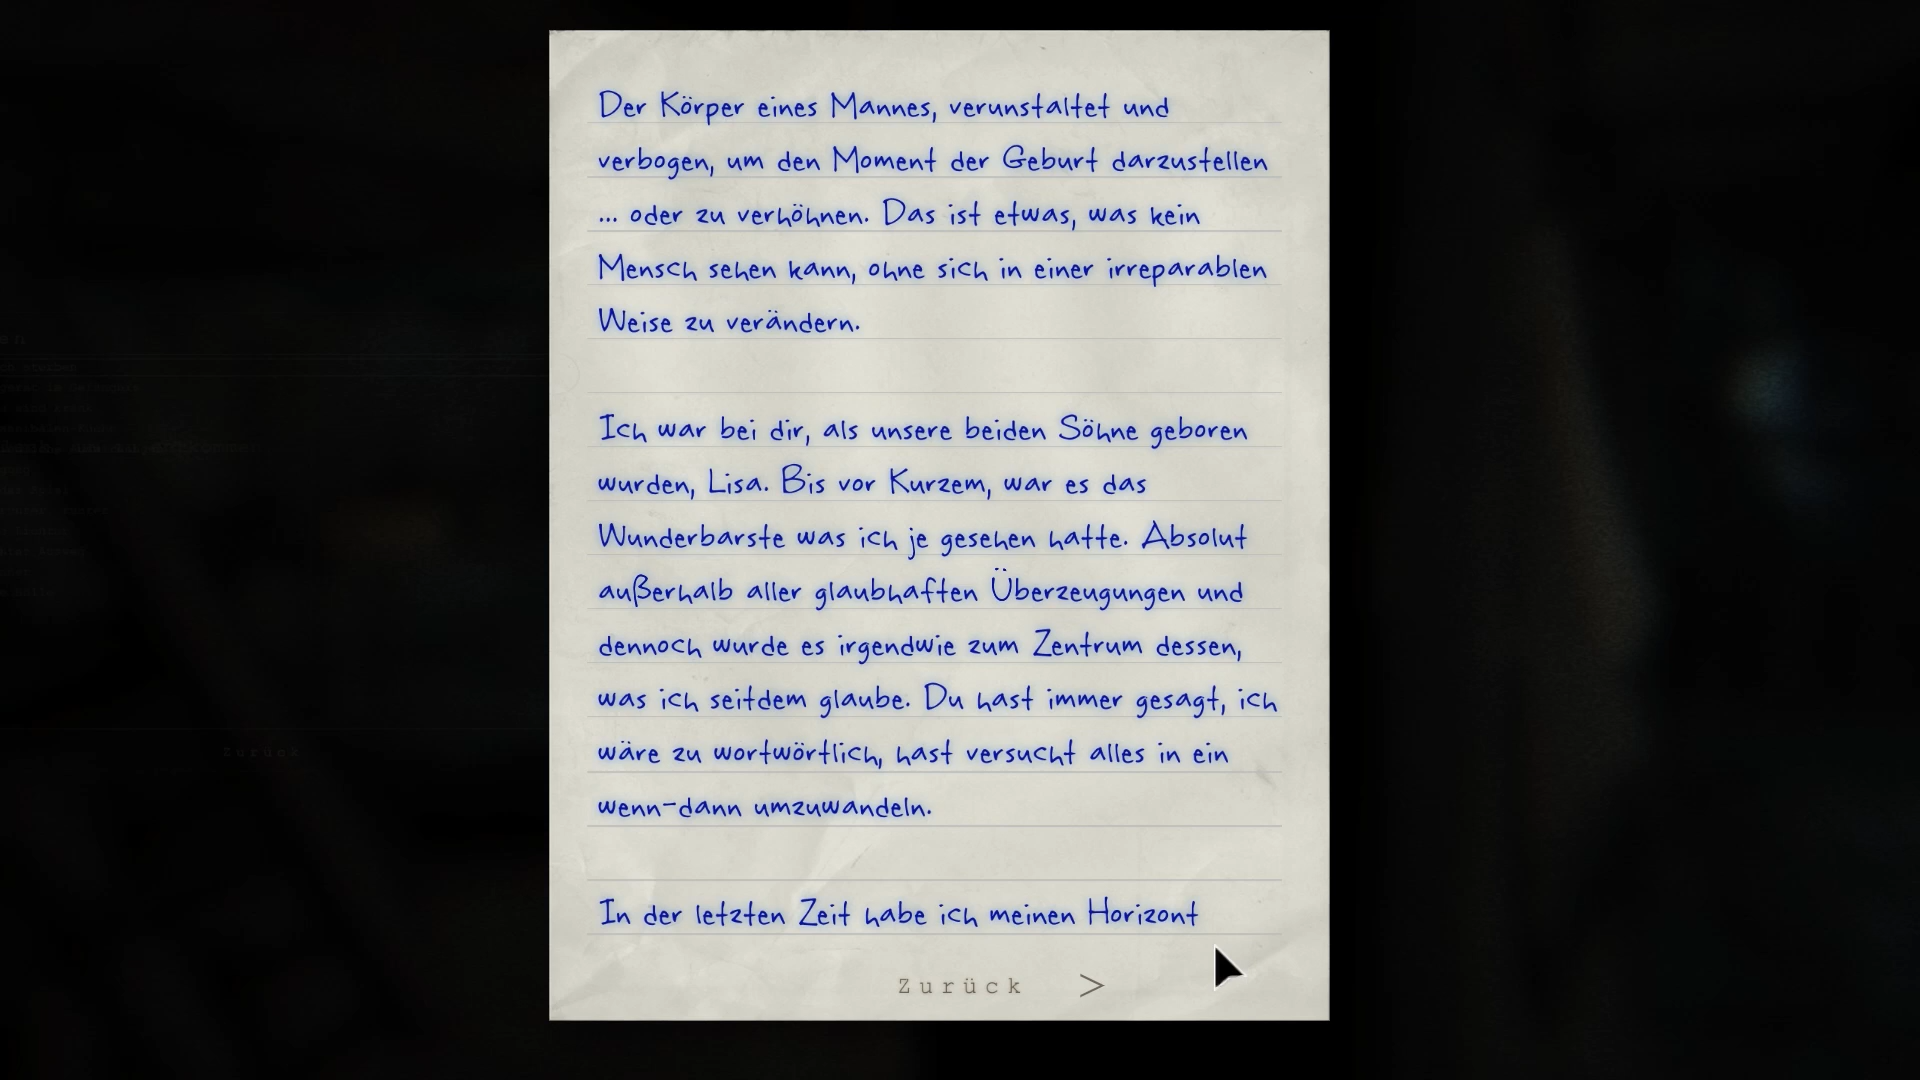 Der Körper eines Mannes, verunstaltet und
verbogen, um den Moment der Geburt darzustellen
... oder zu verhöhnen. Das ist etwas, was kein
Mensch sehen kann, ohne sich in einer irreparablen
Weise zu verändern.
Ich war bei dir, als unsere beiden Söhne geboren
wurden, Lisa. Bis vor Kurzem, war es das
Wunderbarste was ich je gesehen hatte. Absolut
außerhalb aller glaubhaften Überzeugungen und
dennoch wurde es irgendwie zum Zentrum dessen,
was ich seitdem glaube. Du hast immer gesagt, ich
wäre zu wortwörtlich, hast versucht alles in ein
wenn-dann umzuwandeln.
In der letzten Zeit habe ich meinen Horizont
Zurück >
Zurück